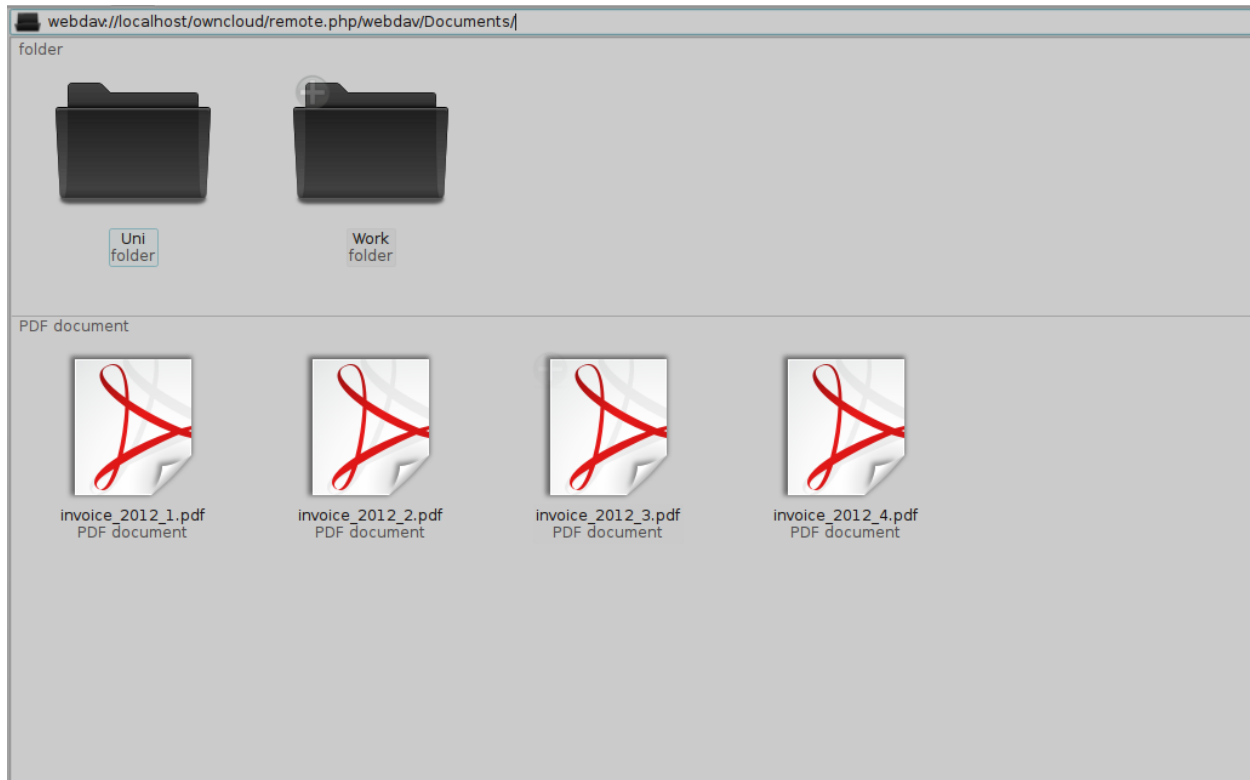 webdav://localhost/owncloud/remote.php/webdav/Documents/
folder
Uni
folder
Work
folder
PDF document
invoice_2012_1.pdf
PDF document
invoice_2012_2.pdf
PDF document
invoice_2012_3.pdf
PDF document
invoice_2012_4.pdf
PDF document